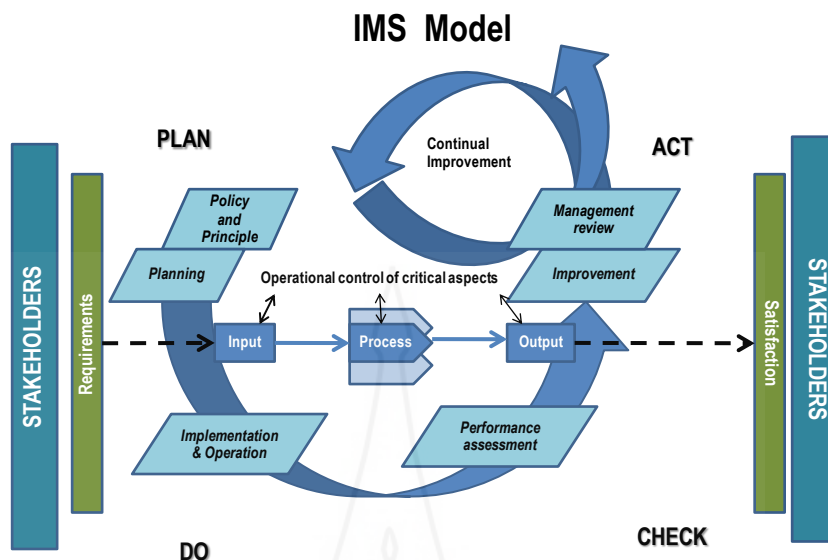 IMS Model
PLAN
ACT
Continual
Improvement
Policy
and
Principle
Planning
Management
review
Improvement
Operational control of critical aspects
STAKEHOLDERS
Requirements
Input
Process
Output
Satisfaction
STAKEHOLDERS
Implementation
& Operation
Performance
assessment
DO
CHECK